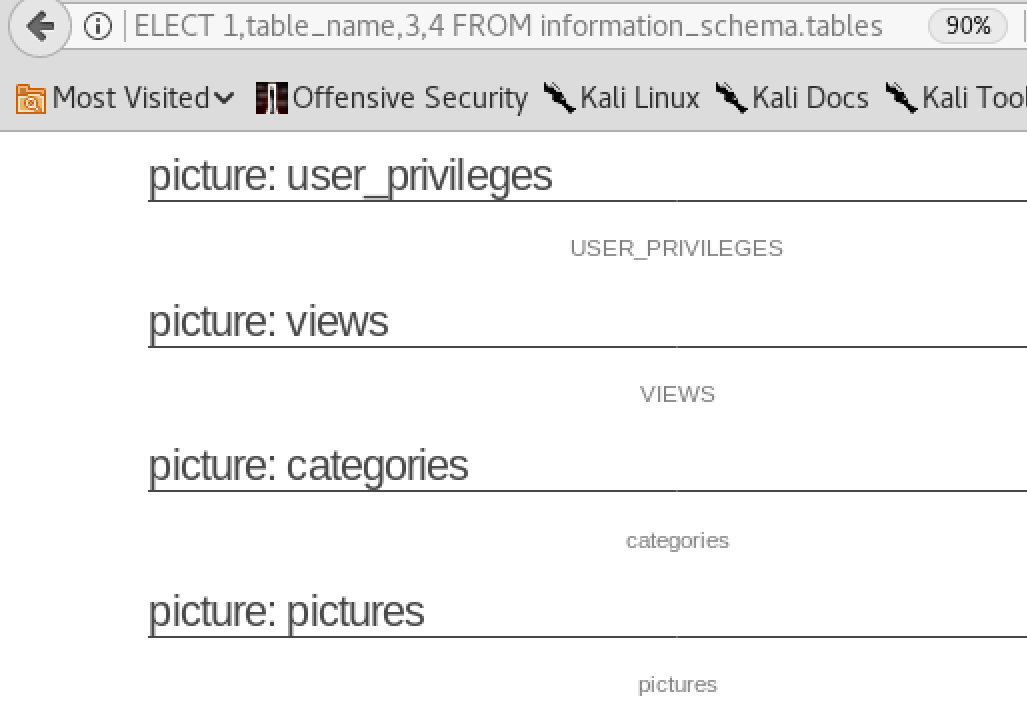 ELECT 1,table_name,3,4 FROM information_schema.tables 90%
Most Visited Offensive Security Kali Linux Kali Docs Kali Tool
picture: user_privileges
USER_PRIVILEGES
picture: views
VIEWS
picture: categories
categories
picture: pictures
pictures